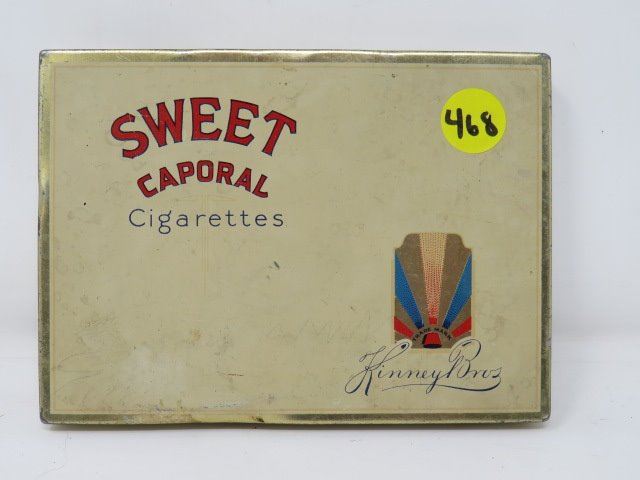 SWEET
CAPORAL
Cigarettes
468
TRADE MARK
Kinney Bros